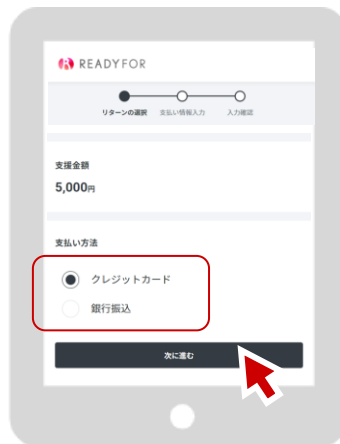 READYFOR
リターンの選択 支払い情報入力 入力確認
支援金額
5,000円
支払い方法
クレジットカード
銀行振込
次に進む